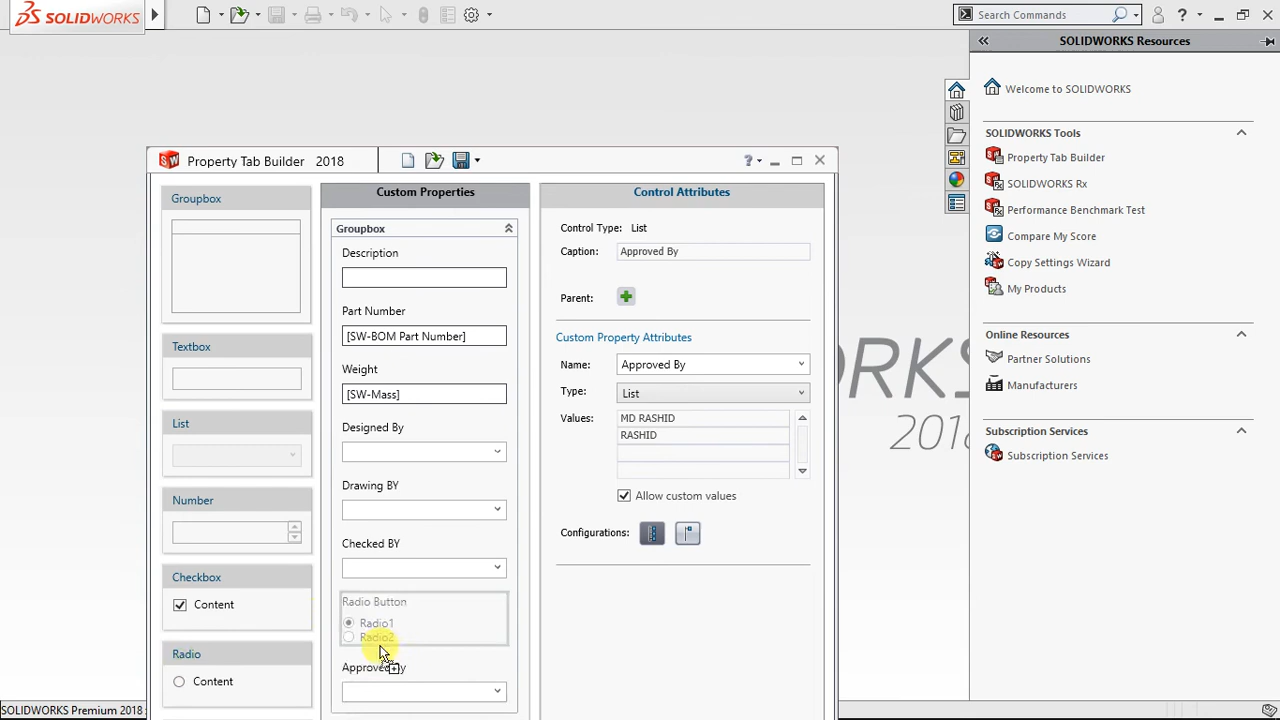 SOLIDWORKS
Search Commands
?
SOLIDWORKS Resources
Welcome to SOLIDWORKS
SOLIDWORKS Tools
Property Tab Builder
SOLIDWORKS Rx
Performance Benchmark Test
Compare My Score
Copy Settings Wizard
My Products
Online Resources
Partner Solutions
Manufacturers
Subscription Services
Subscription Services
Property Tab Builder 2018
?
Groupbox
Textbox
List
Number
Checkbox
Content
Radio
Content
Custom Properties
Groupbox
Description
Part Number
[SW-BOM Part Number]
Weight
[SW-Mass]
Designed By
Drawing BY
Checked BY
Radio Button
Radio1
Radio2
Approved By
Control Attributes
Control Type: List
Caption: Approved By
Parent:
Custom Property Attributes
Name: Approved By
Type: List
Values: MD RASHID
RASHID
Allow custom values
Configurations:
SOLIDWORKS Premium 2018